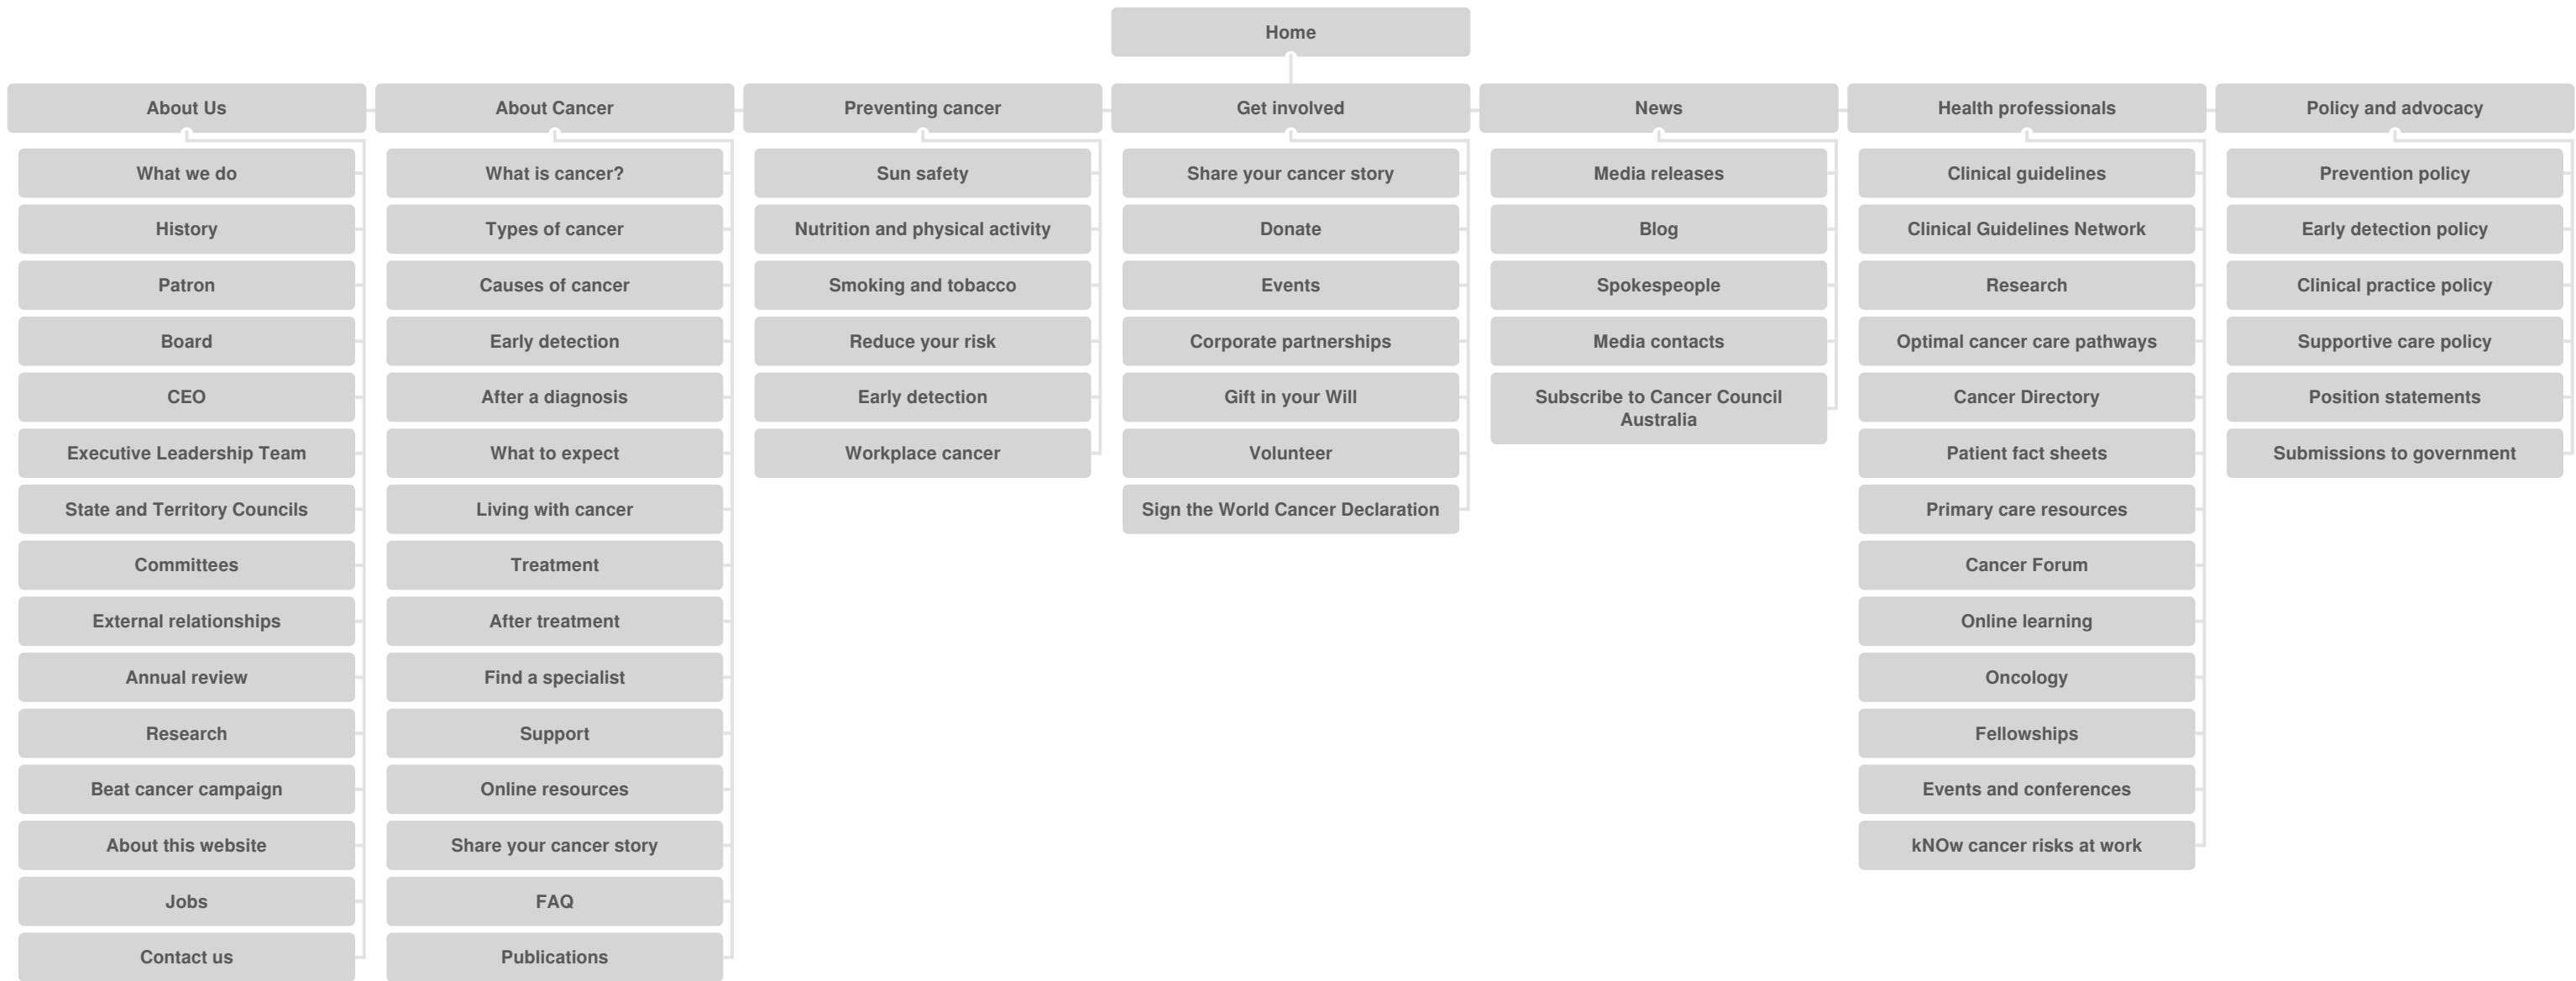 Home
About Us
About Cancer
Preventing cancer
Get involved
News
Health professionals
Policy and advocacy
What we do
History
Patron
Board
CEO
Executive Leadership Team
State and Territory Councils
Committees
External relationships
Annual review
Research
Beat cancer campaign
About this website
Jobs
Contact us
What is cancer?
Types of cancer
Causes of cancer
Early detection
After a diagnosis
What to expect
Living with cancer
Treatment
After treatment
Find a specialist
Support
Online resources
Share your cancer story
FAQ
Publications
Sun safety
Nutrition and physical activity
Smoking and tobacco
Reduce your risk
Early detection
Workplace cancer
Share your cancer story
Donate
Events
Corporate partnerships
Gift in your Will
Volunteer
Sign the World Cancer Declaration
Media releases
Blog
Spokespeople
Media contacts
Subscribe to Cancer Council
Australia
Clinical guidelines
Clinical Guidelines Network
Research
Optimal cancer care pathways
Cancer Directory
Patient fact sheets
Primary care resources
Cancer Forum
Online learning
Oncology
Fellowships
Events and conferences
kNOw cancer risks at work
Prevention policy
Early detection policy
Clinical practice policy
Supportive care policy
Position statements
Submissions to government